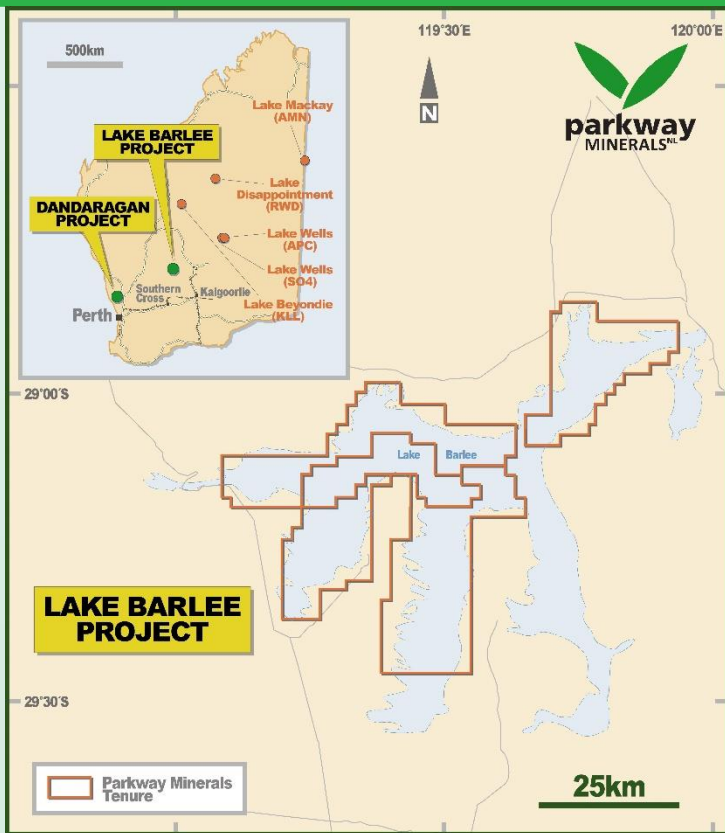 119°30´E
120°00´E
500km
Lake Mackay
(AMN)
LAKE BARLEE
PROJECT
Lake
Disappointment
(RWD)
DANDARAGAN
PROJECT
Lake Wells
(APC)
Lake Wells
(SO4)
Southern
Cross
Kalgoorlie
Lake Beyondie
(KLL)
Perth
N
parkway
MINERALS NL
29°00´S
Lake Barlee
LAKE BARLEE
PROJECT
29°30´S
Parkway Minerals
Tenure
25km